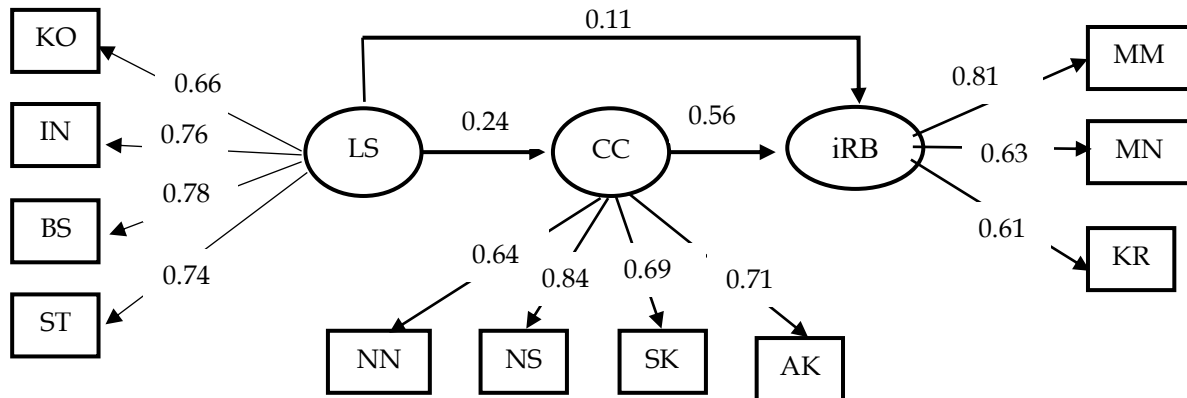 KO
0.66
IN
0.76
BS
0.78
ST
0.74
LS
0.11
0.24
CC
0.56
iRB
0.81
MM
0.63
MN
0.61
KR
0.64
0.84
0.69
0.71
NN
NS
SK
AK